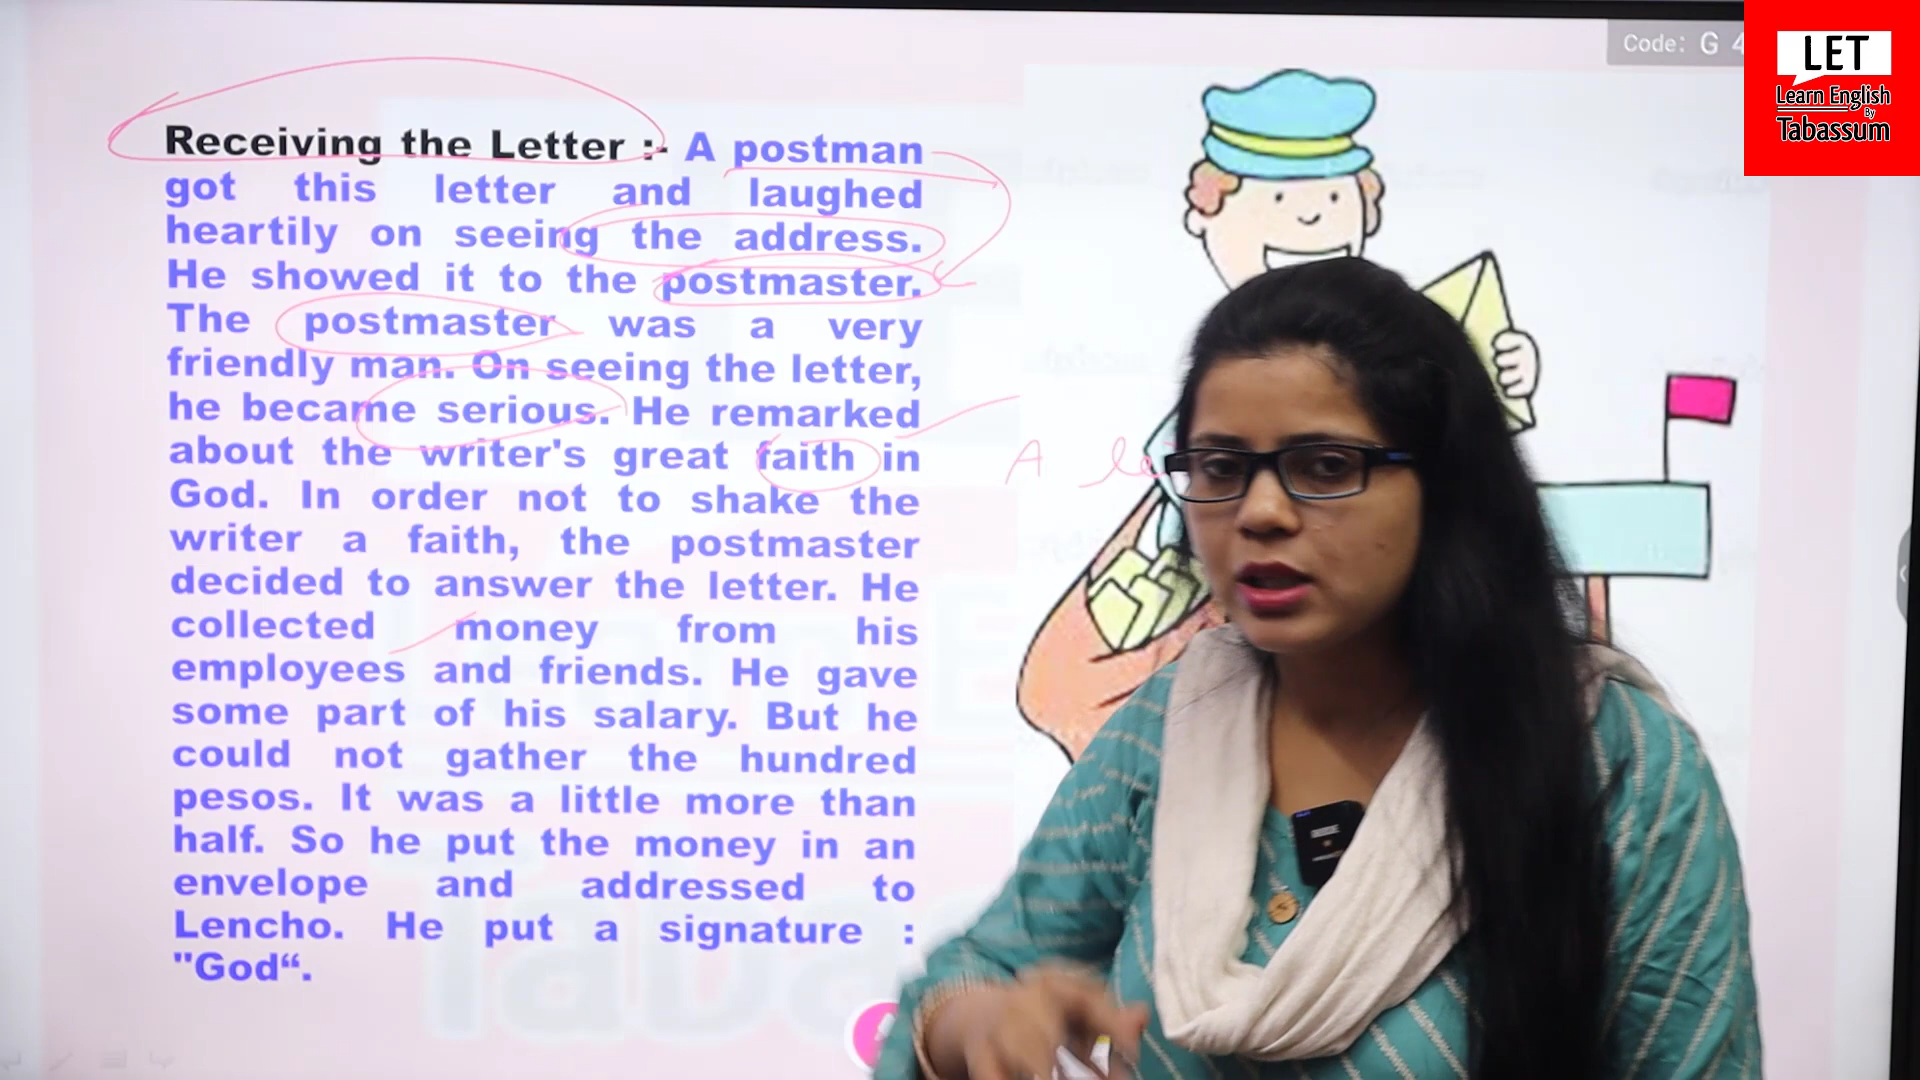 Code: G 4
LET
Learn English
By
Tabassum
Receiving the Letter :- A postman
got this letter and laughed
heartily on seeing the address.
He showed it to the postmaster.
The postmaster was a very
friendly man. On seeing the letter,
he became serious. He remarked
about the writer's great faith in
God. In order not to shake the
writer a faith, the postmaster
decided to answer the letter. He
collected money from his
employees and friends. He gave
some part of his salary. But he
could not gather the hundred
pesos. It was a little more than
half. So he put the money in an
envelope and addressed to
Lencho. He put a signature :
"God“.
A